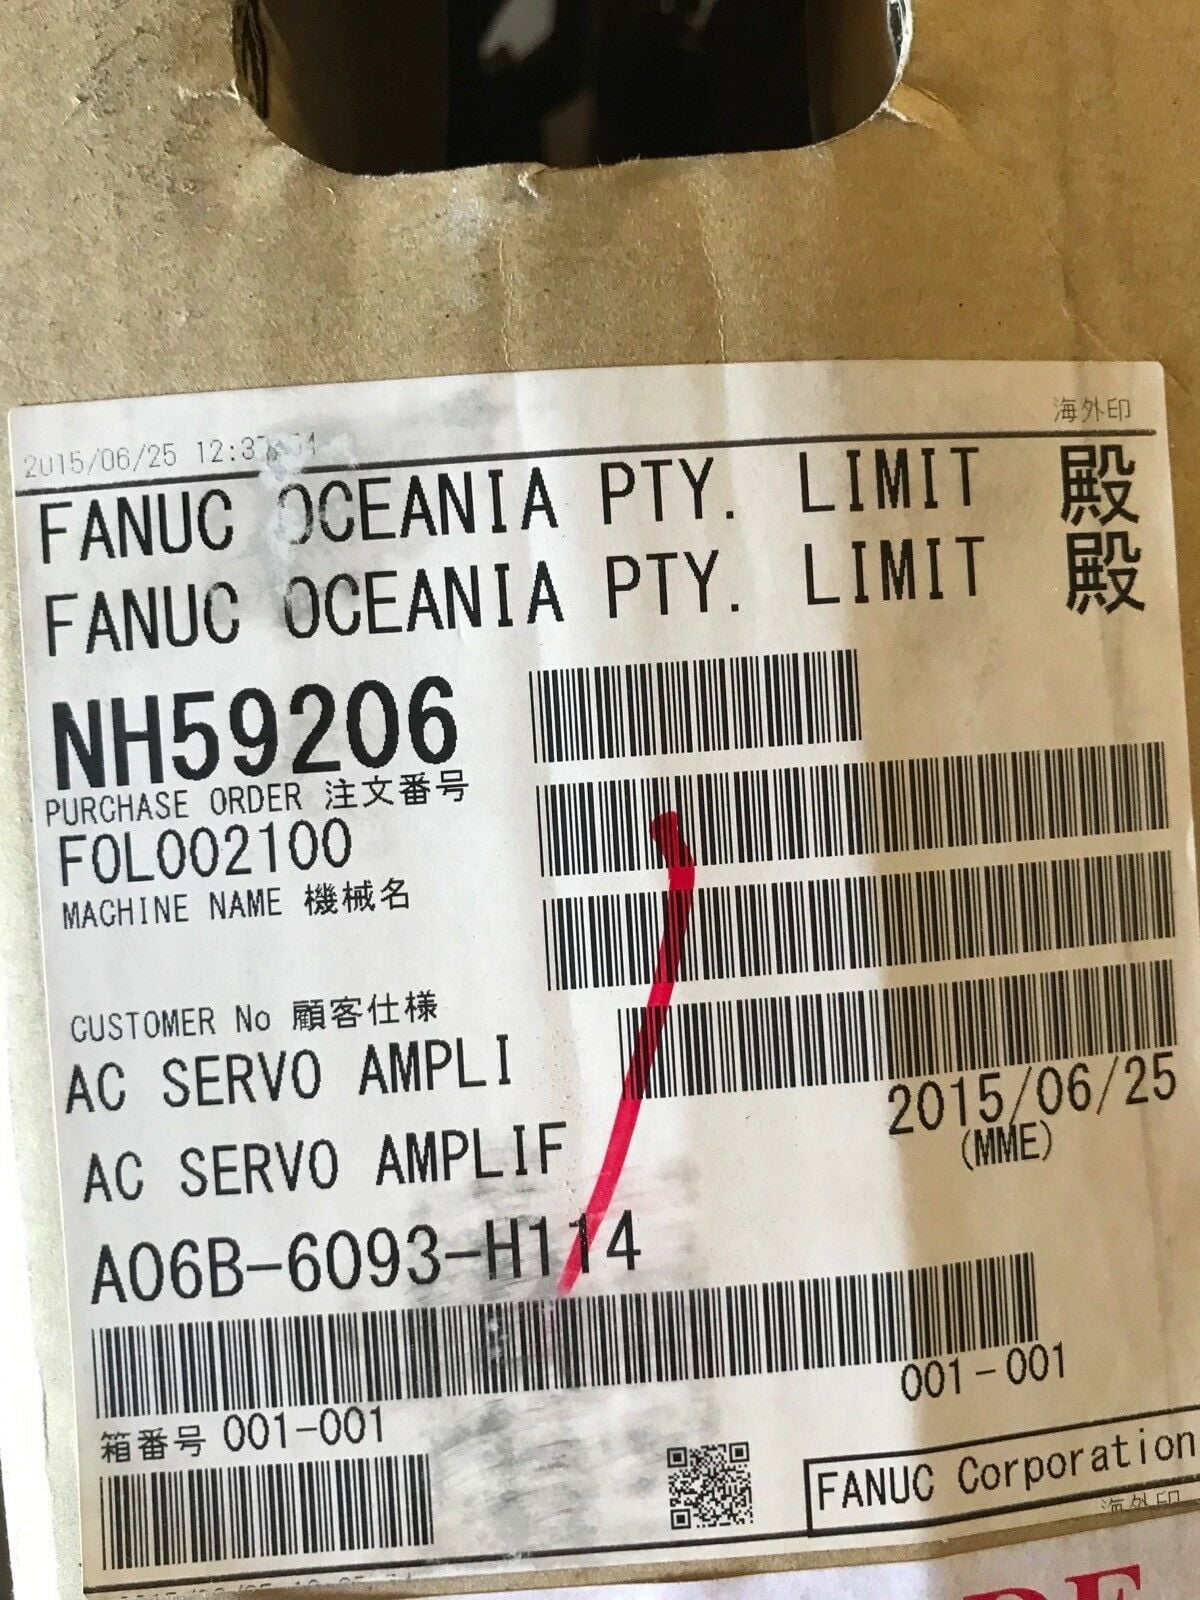 海外印
2015/06/25
FANUC OCEANIA PTY. LIMIT 殿
FANUC OCEANIA PTY. LIMIT 殿
NH59206
PURCHASE ORDER 注文番号
FOL002100
MACHINE NAME 機械名
CUSTOMER No 顧客仕様
AC SERVO AMPLI
2015/06/25
(MME)
AC SERVO AMPLIF
A06B-6093-H114
001-001
箱番号 001-001
FANUC Corporation
海外印